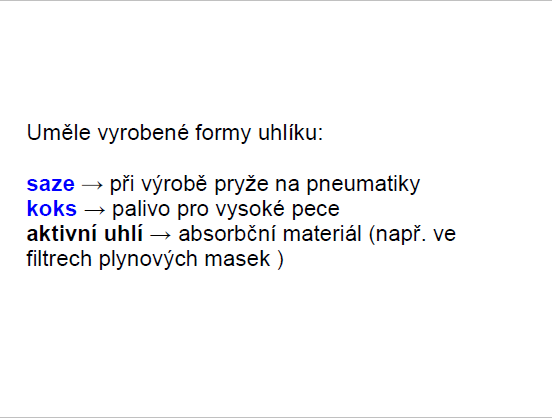 Uměle vyrobené formy uhlíku:
saze → při výrobě pryže na pneumatiky
koks → palivo pro vysoké pece
aktivní uhlí → absorbční materiál (např. ve
filtrech plynových masek )